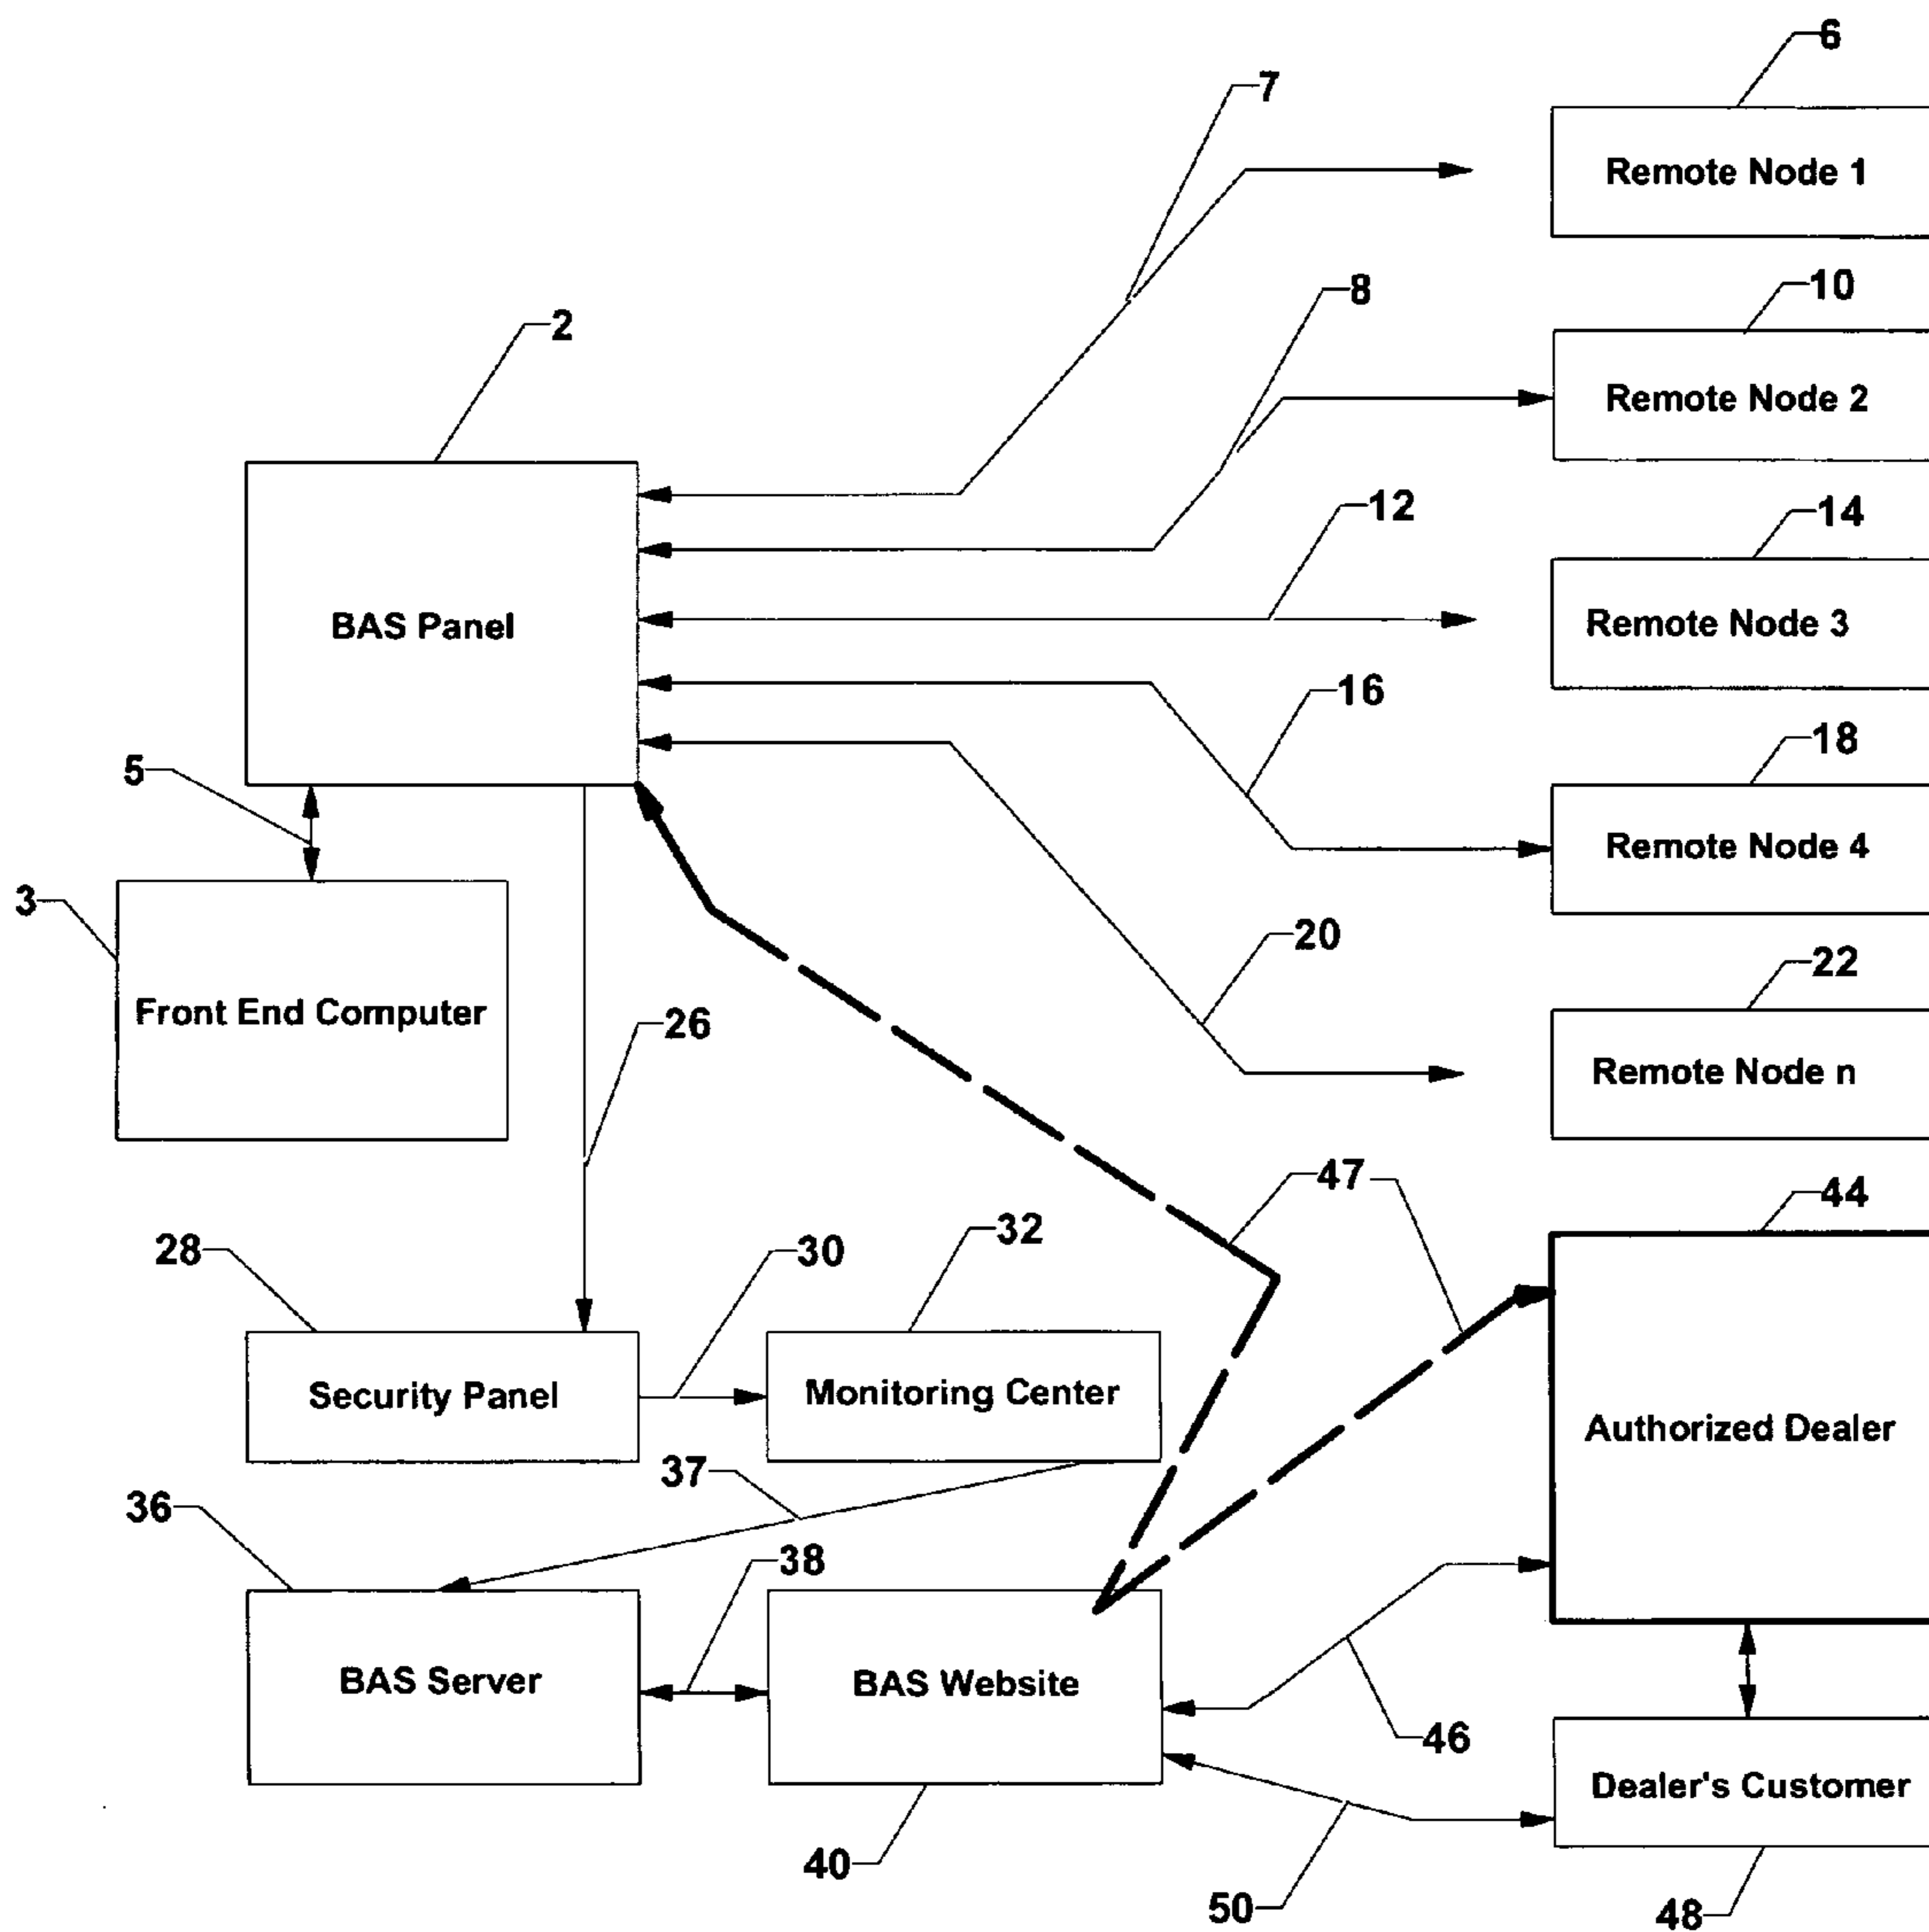 6
7
Remote Node 1
10
8
2
Remote Node 2
12
14
BAS Panel
Remote Node 3
16
18
5
Remote Node 4
3
20
22
Front End Computer
26
Remote Node n
47
44
28
30
32
Security Panel
Monitoring Center
Authorized Dealer
37
36
38
BAS Server
BAS Website
46
Dealer's Customer
40
50
48